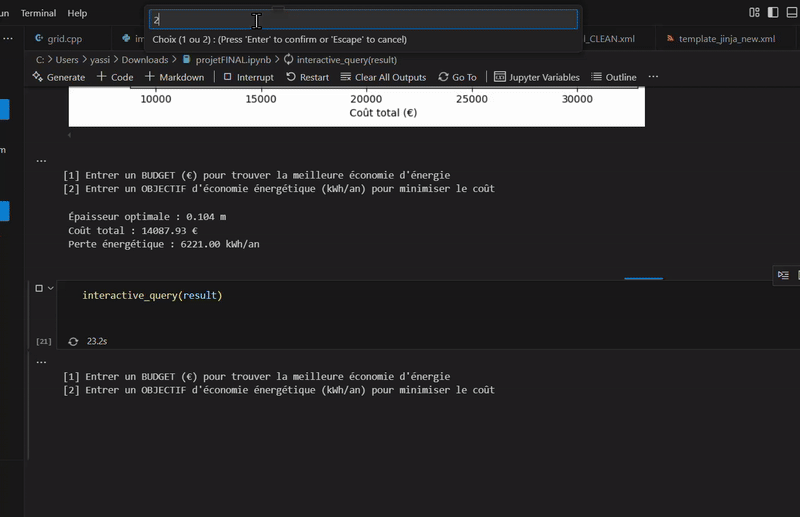 un Terminal Help
2
Choix (1 ou 2) : (Press 'Enter' to confirm or 'Escape' to cancel)
grid.cpp
_CLEAN.xml
template_jinja_new.xml
C: > Users > yassi > Downloads > projetFINAL.ipynb > interactive_query(result)
Generate + Code + Markdown Interrupt Restart Clear All Outputs Go To Jupyter Variables Outline ...
10000 15000 20000 25000 30000
Coût total (€)
[1] Entrer un BUDGET (€) pour trouver la meilleure économie d'énergie
[2] Entrer un OBJECTIF d'économie énergétique (kWh/an) pour minimiser le coût
Épaisseur optimale : 0.104 m
Coût total : 14087.93 €
Perte énergétique : 6221.00 kWh/an
interactive_query(result)
[21] 23.2s
[1] Entrer un BUDGET (€) pour trouver la meilleure économie d'énergie
[2] Entrer un OBJECTIF d'économie énergétique (kWh/an) pour minimiser le coût